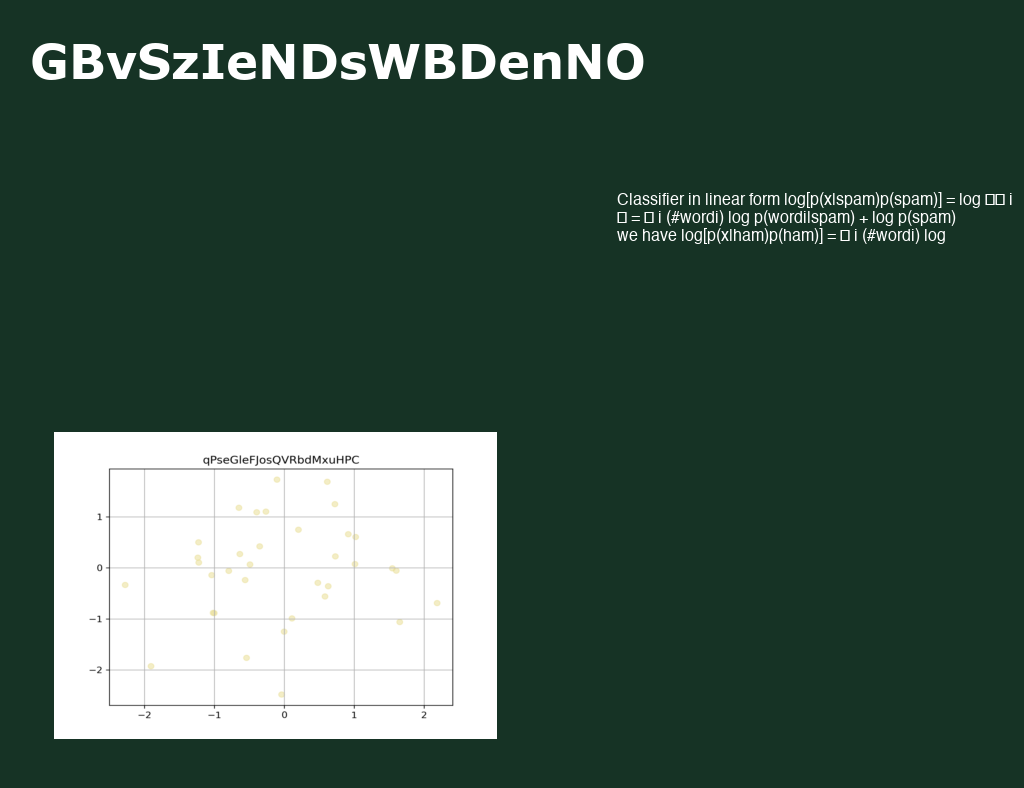 GBvSzIeNDsWBDenNO
Classifier in linear form log[p(x|spam)p(spam)] = log □□ i
□ = □ i (#wordi) log p(wordi|spam) + log p(spam)
we have log[p(x|ham)p(ham)] = □ i (#wordi) log
qPseGleFJosQVRbdMxuHPC
1
0
−1
−2
−2 −1 0 1 2